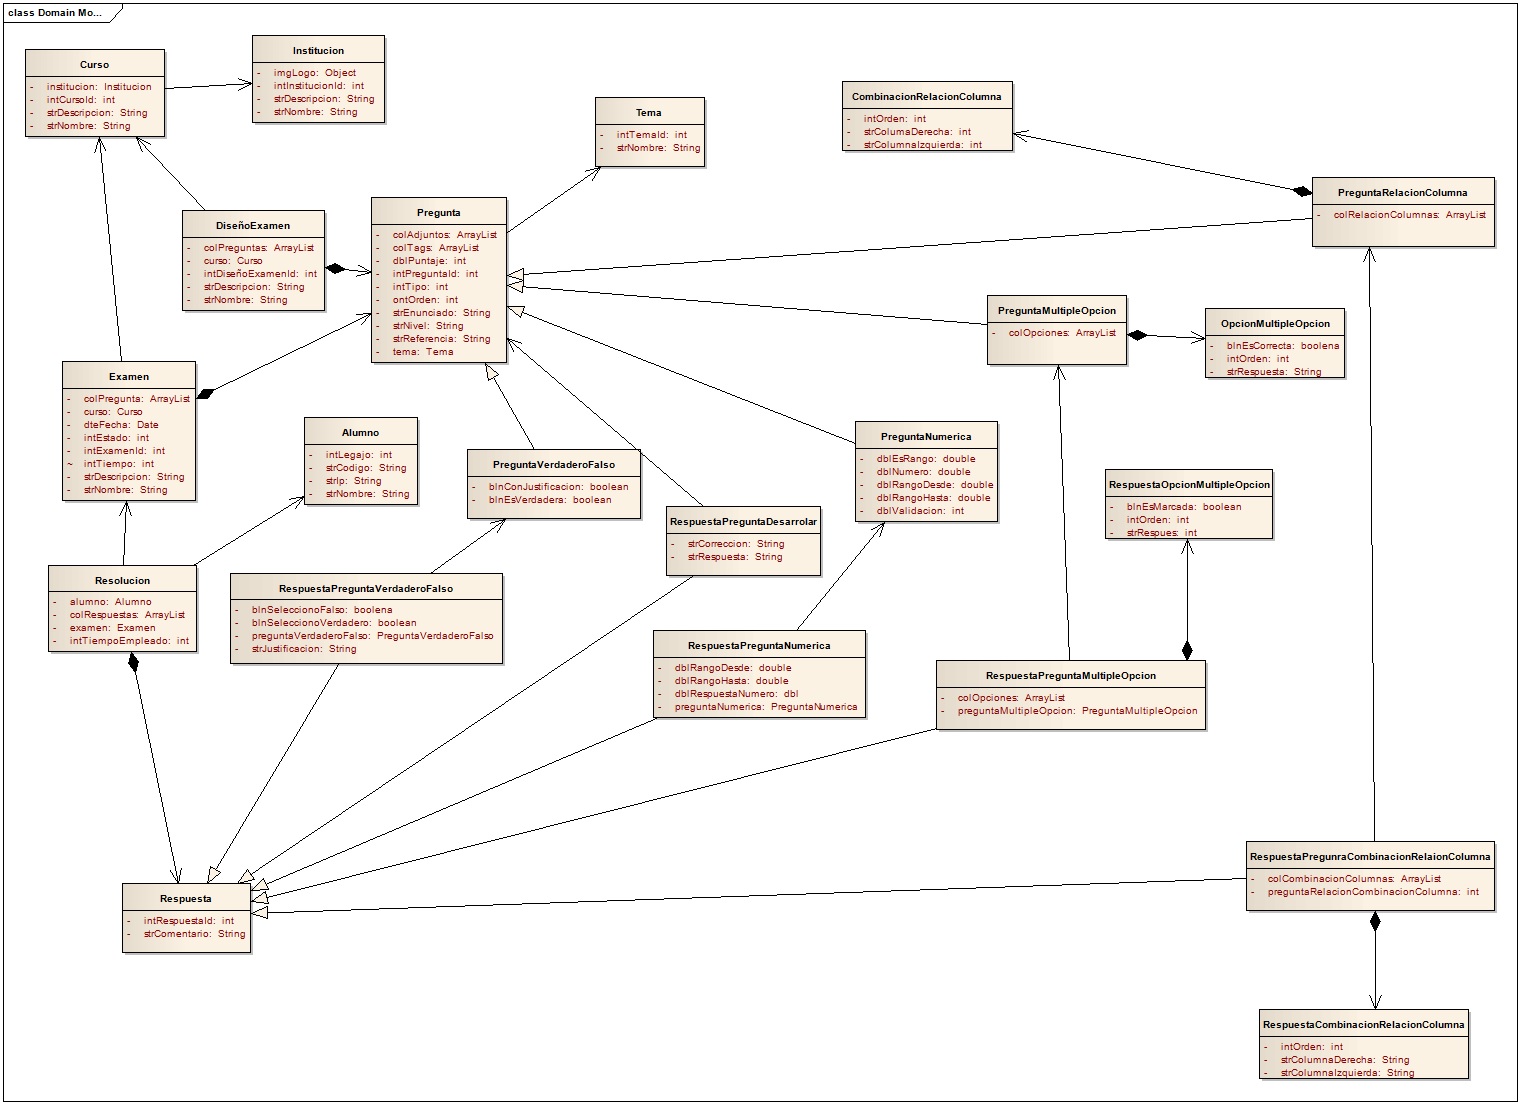 class Domain Mo...
Curso
- institucion: Institucion
- intCursoId: int
- strDescripcion: String
- strNombre: String
Institucion
- imgLogo: Object
- intInstitucionId: int
- strDescripcion: String
- strNombre: String
Tema
- intTemaId: int
- strNombre: String
CombinacionRelacionColumna
- intOrden: int
- strColumaDerecha: int
- strColumnaIzquierda: int
PreguntaRelacionColumna
- colRelacionColumnas: ArrayList
DiseñoExamen
- colPreguntas: ArrayList
- curso: Curso
- intDiseñoExamenId: int
- strDescripcion: String
- strNombre: String
Pregunta
- colAdjuntos: ArrayList
- colTags: ArrayList
- dblPuntaje: int
- intPreguntaId: int
- intTipo: int
- ontOrden: int
- strEnunciado: String
- strNivel: String
- strReferencia: String
- tema: Tema
PreguntaMultipleOpcion
- colOpciones: ArrayList
OpcionMultipleOpcion
- blnEsCorrecta: boolena
- intOrden: int
- strRespuesta: String
Examen
- colPregunta: ArrayList
- curso: Curso
- dteFecha: Date
- intEstado: int
- intExamenId: int
~ intTiempo: int
- strDescripcion: String
- strNombre: String
Alumno
- intLegajo: int
- strCodigo: String
- strIp: String
- strNombre: String
PreguntaVerdaderoFalso
- blnConJustificacion: boolean
- blnEsVerdadera: boolean
PreguntaNumerica
- dblEsRango: double
- dblNumero: double
- dblRangoDesde: double
- dblRangoHasta: double
- dblValidacion: int
RespuestaOpcionMultipleOpcion
- blnEsMarcada: boolean
- intOrden: int
- strRespues: int
RespuestaPreguntaDesarrolar
- strCorreccion: String
- strRespuesta: String
Resolucion
- alumno: Alumno
- colRespuestas: ArrayList
- examen: Examen
- intTiempoEmpleado: int
RespuestaPreguntaVerdaderoFalso
- blnSeleccionoFalso: boolena
- blnSeleccionoVerdadero: boolean
- preguntaVerdaderoFalso: PreguntaVerdaderoFalso
- strJustificacion: String
RespuestaPreguntaNumerica
- dblRangoDesde: double
- dblRangoHasta: double
- dblRespuestaNumero: dbl
- preguntaNumerica: PreguntaNumerica
RespuestaPreguntaMultipleOpcion
- colOpciones: ArrayList
- preguntaMultipleOpcion: PreguntaMultipleOpcion
RespuestaPregunraCombinacionRelaionColumna
- colCombinacionColumnas: ArrayList
- preguntaRelacionCombinacionColumna: int
Respuesta
- intRespuestaId: int
- strComentario: String
RespuestaCombinacionRelacionColumna
- intOrden: int
- strColumnaDerecha: String
- strColumnaIzquierda: String